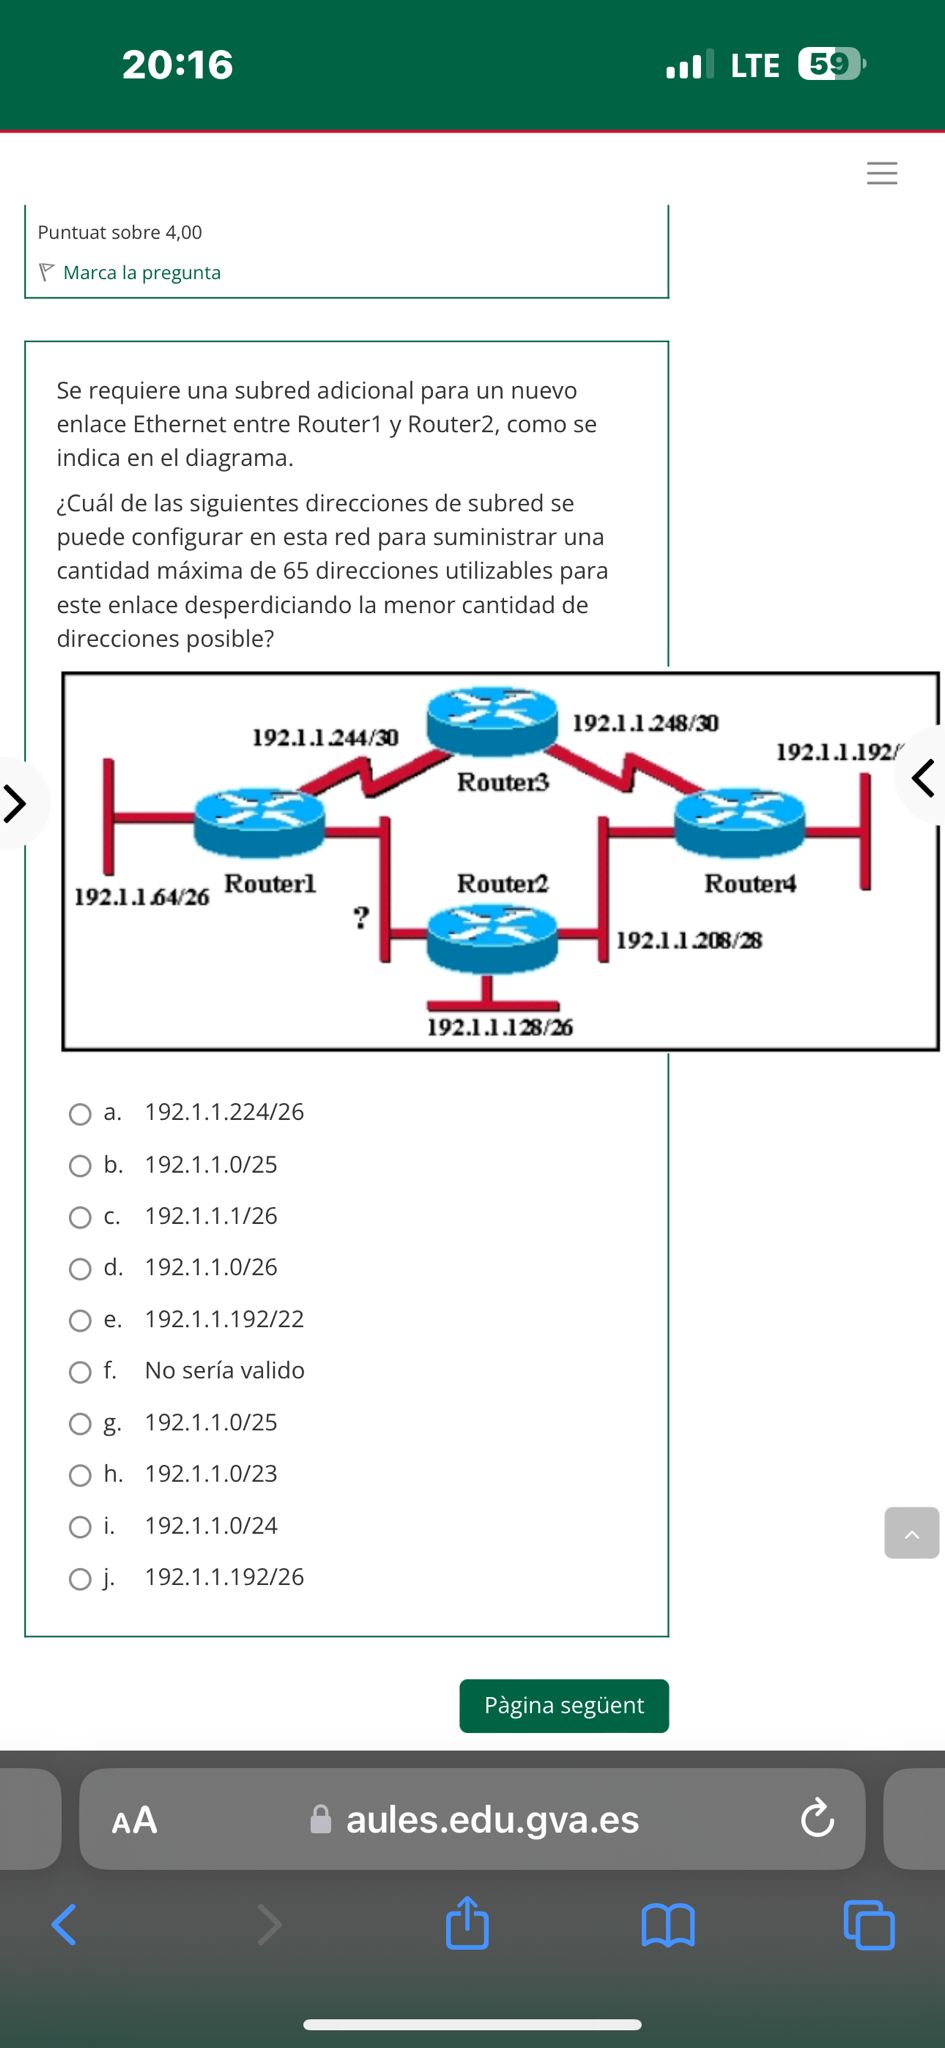 20:16
LTE 59
Puntuat sobre 4,00
Marca la pregunta
Se requiere una subred adicional para un nuevo
enlace Ethernet entre Router1 y Router2, como se
indica en el diagrama.
¿Cuál de las siguientes direcciones de subred se
puede configurar en esta red para suministrar una
cantidad máxima de 65 direcciones utilizables para
este enlace desperdiciando la menor cantidad de
direcciones posible?
192.1.1.244/30
192.1.1.248/30
192.1.1.192/
Router3
192.1.1.64/26
Router1
Router2
Router4
?
192.1.1.208/28
192.1.1.128/26
a. 192.1.1.224/26
b. 192.1.1.0/25
c. 192.1.1.1/26
d. 192.1.1.0/26
e. 192.1.1.192/22
f. No sería valido
g. 192.1.1.0/25
h. 192.1.1.0/23
i. 192.1.1.0/24
j. 192.1.1.192/26
Pàgina següent
AA aules.edu.gva.es